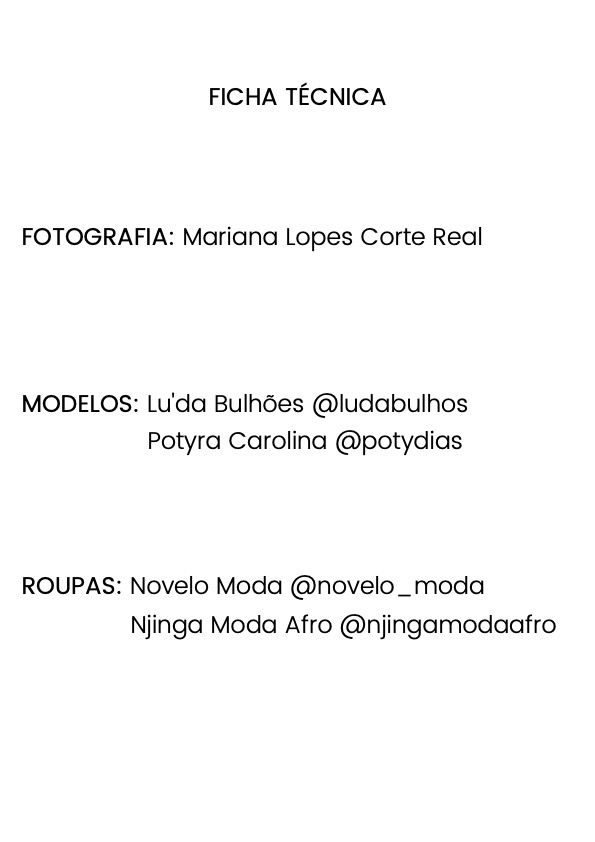 FICHA TÉCNICA
FOTOGRAFIA: Mariana Lopes Corte Real
MODELOS: Lu'da Bulhões @ludabulhos
Potyra Carolina @potydias
ROUPAS: Novelo Moda @novelo_moda
Njinga Moda Afro @njingamodaafro